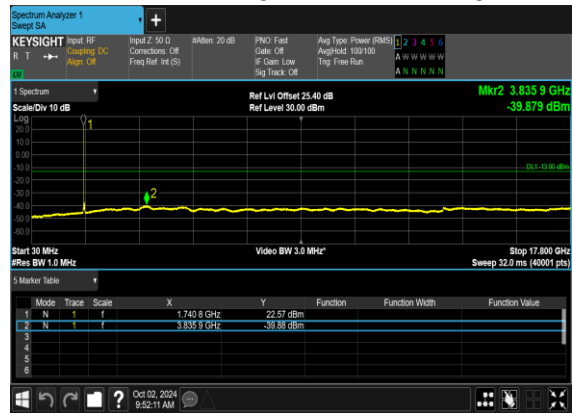 Spectrum Analyzer 1
Swept SA
+
KEYSIGHT Input: RF Input Z: 50 Ω #Atten: 20 dB PNO: Fast Avg Type: Power (RMS) 1 2 3 4 5 6
R T Coupling: DC Corrections: Off Gate: Off Avg|Hold: 100/100 A W W W W W
Align: Off Freq Ref: Int (S) IF Gain: Low Trig: Free Run A N N N N N
Sig Track: Off
1 Spectrum
Ref Lvl Offset 25.40 dB Mkr2 3.835 9 GHz
Scale/Div 10 dB Ref Level 30.00 dBm -39.879 dBm
Log
1
20.0
10.0
0.00
-10.0 DL1 -13.00 dBm
-20.0
-30.0
2
-40.0
-50.0
-60.0
Start 30 MHz Video BW 3.0 MHz* Stop 17.800 GHz
#Res BW 1.0 MHz Sweep 32.0 ms (40001 pts)
5 Marker Table
Mode Trace Scale X Y Function Function Width Function Value
1 N 1 f 1.740 8 GHz 22.57 dBm
2 N 1 f 3.835 9 GHz -39.88 dBm
3
4
5
6
? Oct 02, 2024
9:52:11 AM